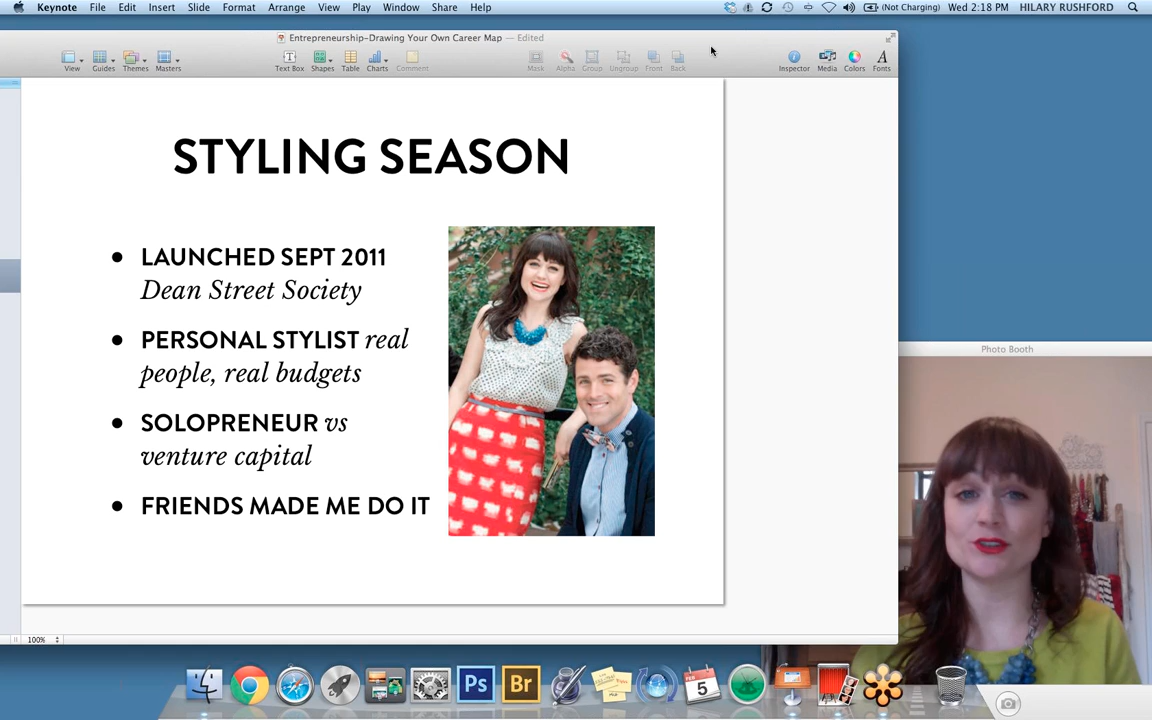 Keynote File Edit Insert Slide Format Arrange View Play Window Share Help (Not Charging) Wed 2:18 PM HILARY RUSHFORD
Entrepreneurship-Drawing Your Own Career Map — Edited
View Guides Themes Masters Text Box Shapes Table Charts Comment Mask Alpha Group Ungroup Front Back Inspector Media Colors Fonts
STYLING SEASON
• LAUNCHED SEPT 2011
Dean Street Society
• PERSONAL STYLIST real
people, real budgets
• SOLOPRENEUR vs
venture capital
• FRIENDS MADE ME DO IT
Photo Booth
100%
Ps Br FEB 5